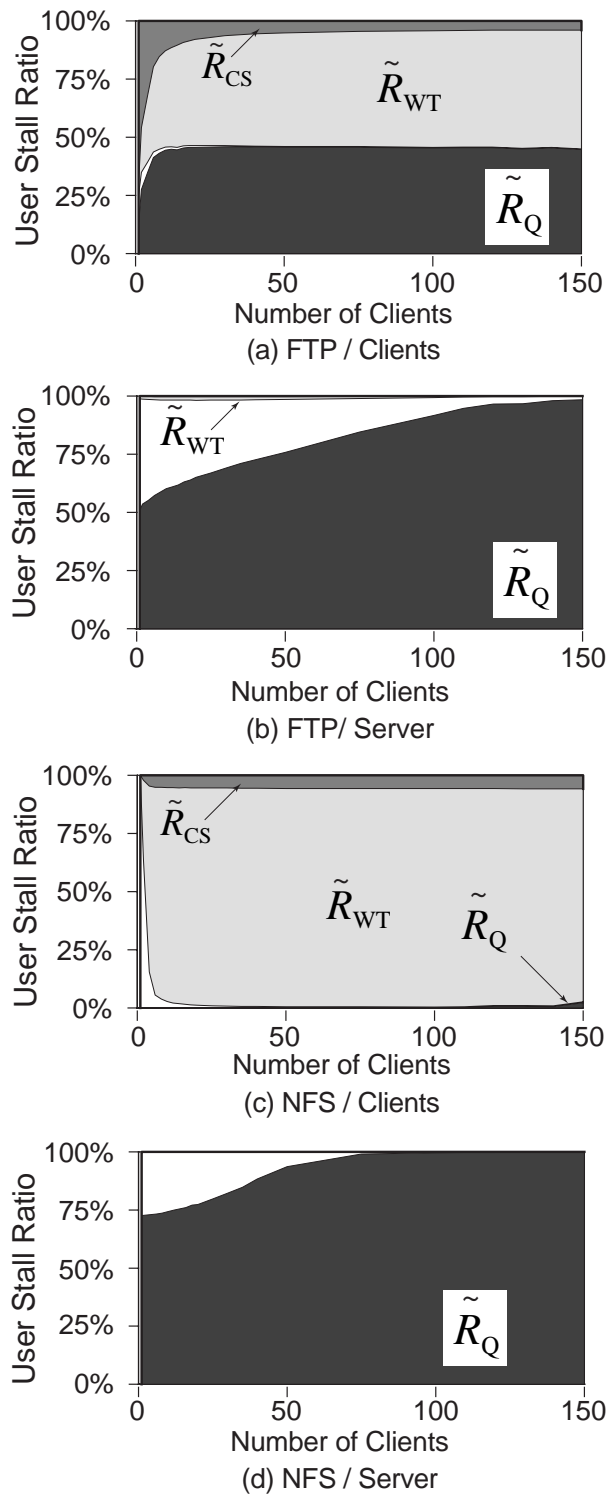 100%
75%
50%
25%
0%
User Stall Ratio
R̃CS
R̃WT
R̃Q
50
100
150
Number of Clients
(a) FTP / Clients
100%
75%
50%
25%
0%
User Stall Ratio
R̃WT
R̃Q
0
50
100
150
Number of Clients
(b) FTP/ Server
100%
75%
50%
25%
0%
User Stall Ratio
R̃CS
R̃WT
R̃Q
0
50
100
150
Number of Clients
(c) NFS / Clients
100%
75%
50%
25%
0%
User Stall Ratio
R̃Q
0
50
100
150
Number of Clients
(d) NFS / Server